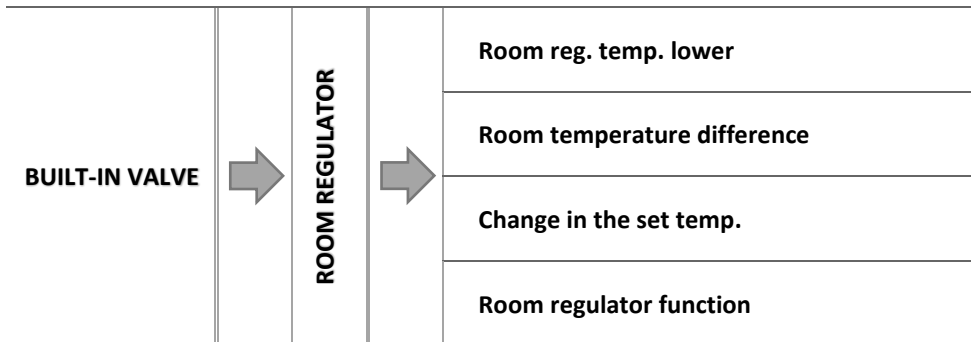 BUILT-IN VALVE
ROOM REGULATOR
Room reg. temp. lower
Room temperature difference
Change in the set temp.
Room regulator function